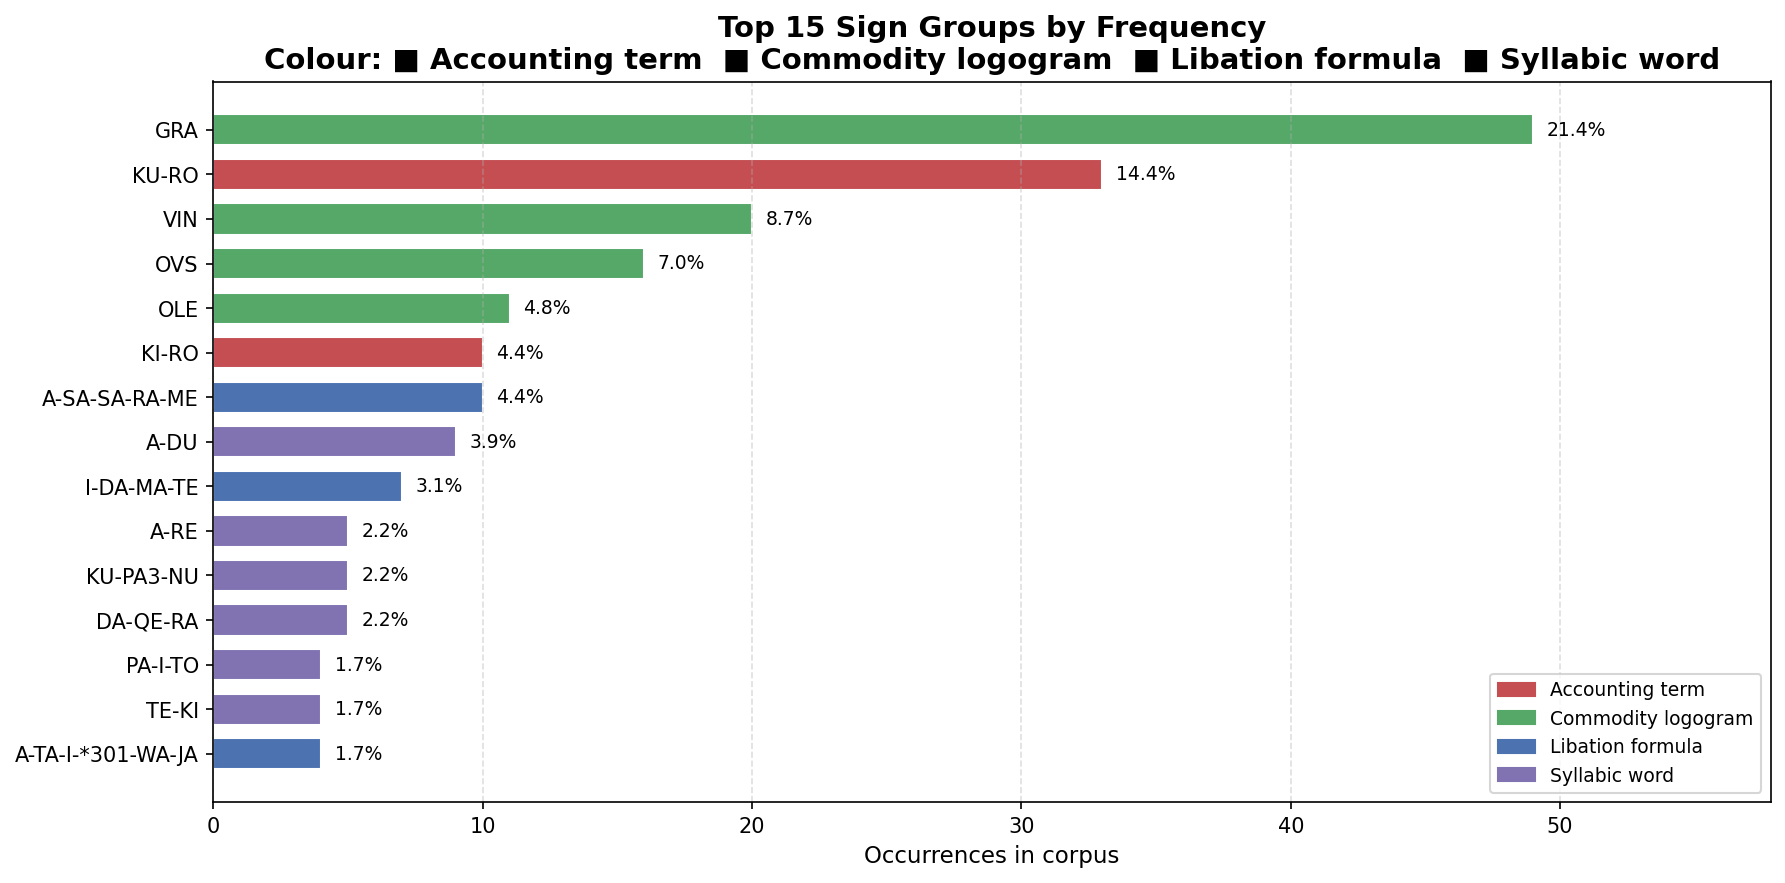 Top 15 Sign Groups by Frequency
Colour: ■ Accounting term ■ Commodity logogram ■ Libation formula ■ Syllabic word
GRA 21.4%
KU-RO 14.4%
VIN 8.7%
OVS 7.0%
OLE 4.8%
KI-RO 4.4%
A-SA-SA-RA-ME 4.4%
A-DU 3.9%
I-DA-MA-TE 3.1%
A-RE 2.2%
KU-PA3-NU 2.2%
DA-QE-RA 2.2%
PA-I-TO 1.7%
TE-KI 1.7%
A-TA-I-*301-WA-JA 1.7%
Accounting term
Commodity logogram
Libation formula
Syllabic word
0 10 20 30 40 50
Occurrences in corpus